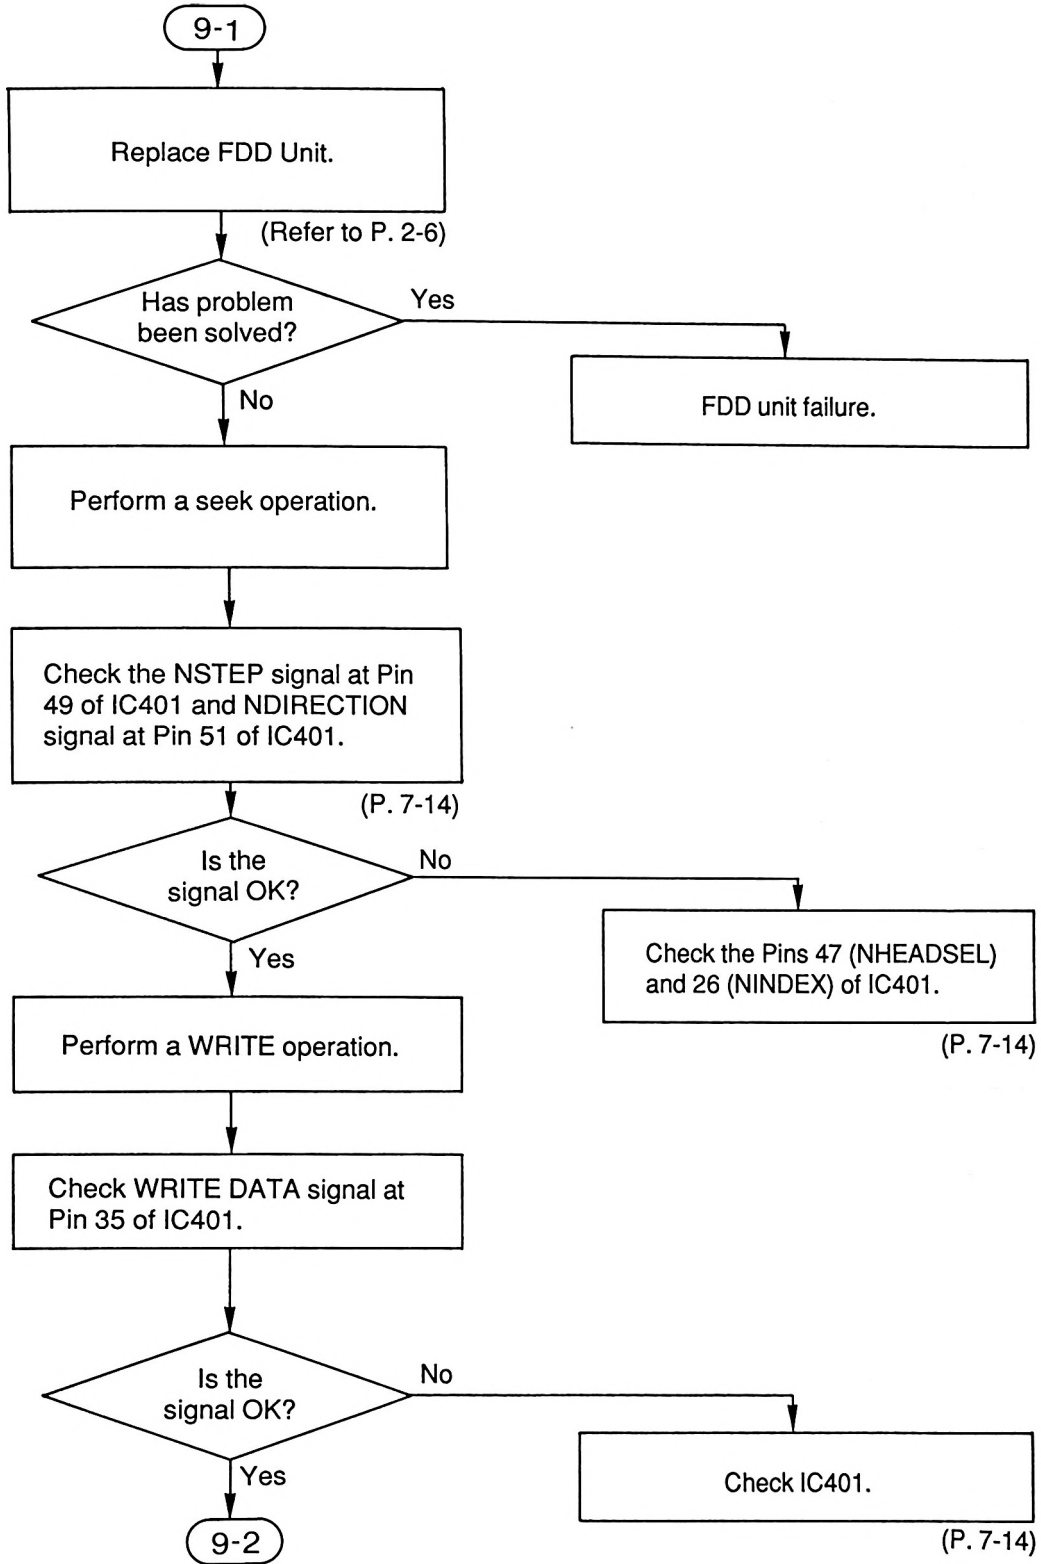 9-1
Replace FDD Unit.
(Refer to P. 2-6)
Has problem
been solved?
Yes
No
FDD unit failure.
Perform a seek operation.
Check the NSTEP signal at Pin
49 of IC401 and NDIRECTION
signal at Pin 51 of IC401.
(P. 7-14)
Is the
signal OK?
No
Yes
Check the Pins 47 (NHEADSEL)
and 26 (NINDEX) of IC401.
(P. 7-14)
Perform a WRITE operation.
Check WRITE DATA signal at
Pin 35 of IC401.
Is the
signal OK?
No
Yes
Check IC401.
(P. 7-14)
9-2